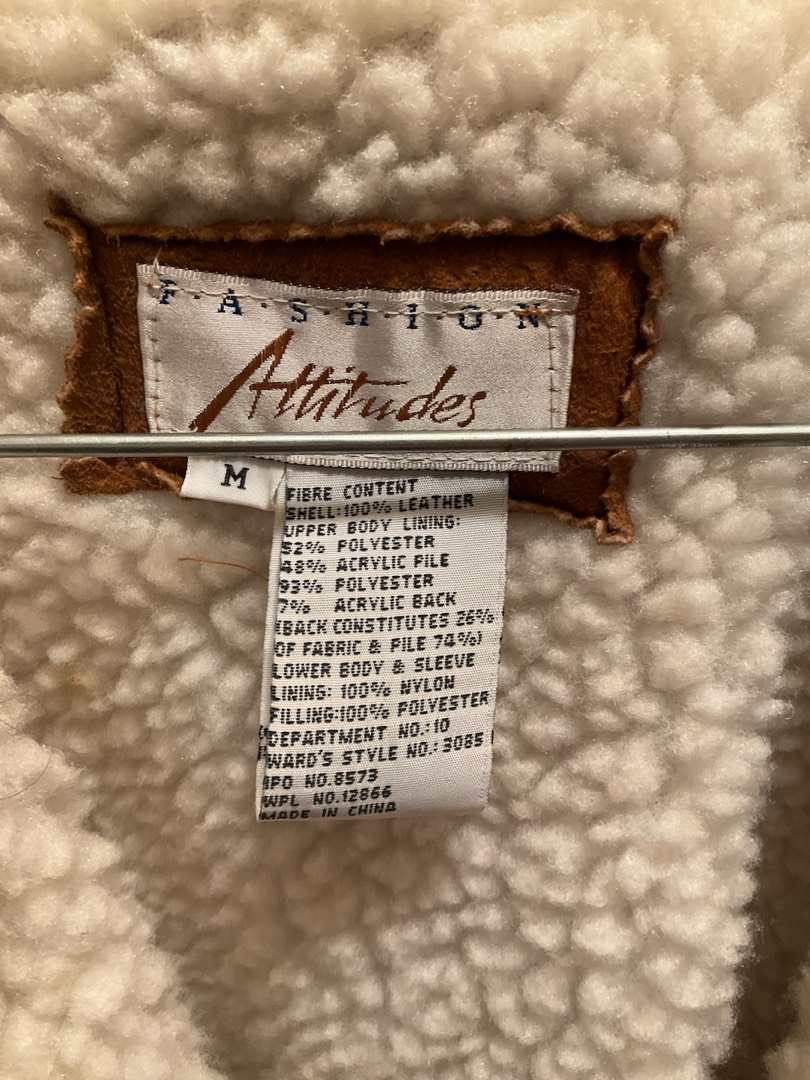 F·A·S·H·I·O·N
Attitudes
M
FIBRE CONTENT
SHELL:100% LEATHER
UPPER BODY LINING:
52% POLYESTER
48% ACRYLIC PILE
93% POLYESTER
7% ACRYLIC BACK
(BACK CONSTITUTES 26%
OF FABRIC & PILE 74%)
LOWER BODY & SLEEVE
LINING: 100% NYLON
FILLING:100% POLYESTER
DEPARTMENT NO.:10
WARD'S STYLE NO.: 3085
IPO NO.8573
WPL NO.12866
MADE IN CHINA